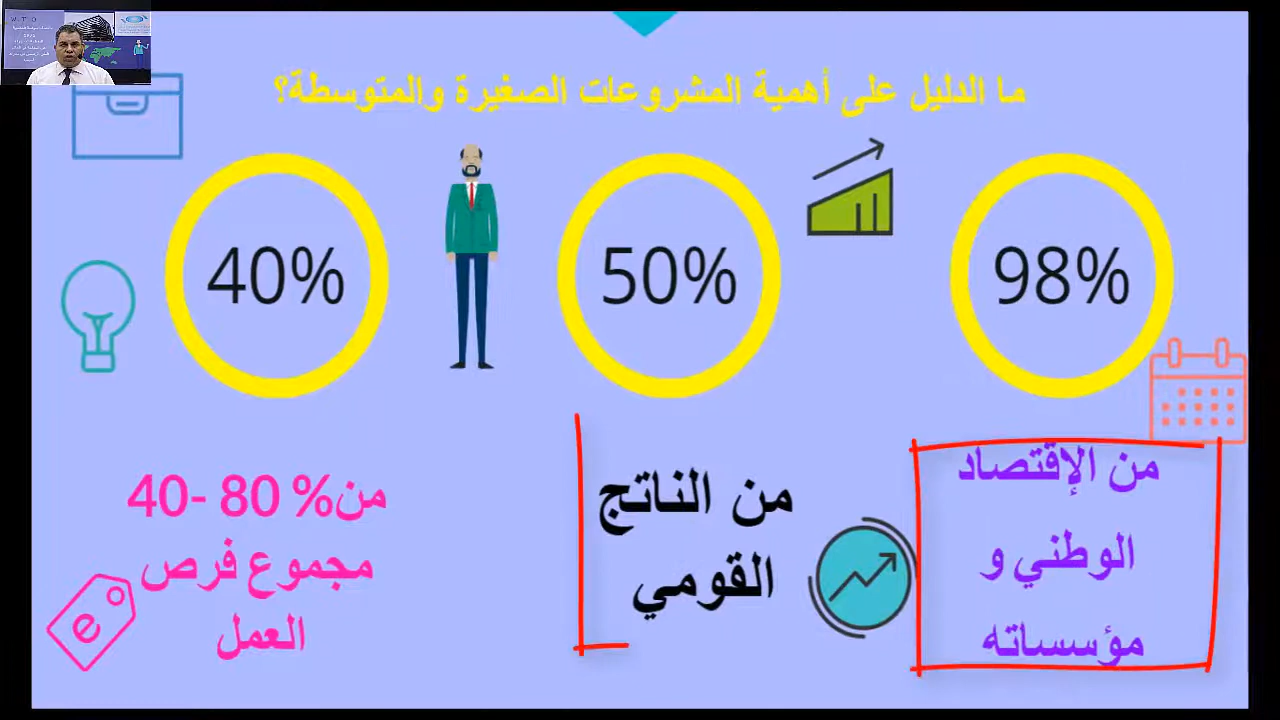 W.T.O
ما الدليل على أهمية المشروعات الصغيرة والمتوسطة؟
98%
50%
40%
من الإقتصاد
الوطني و
مؤسساته
من الناتج
القومي
من% 80 -40
مجموع فرص
العمل
e